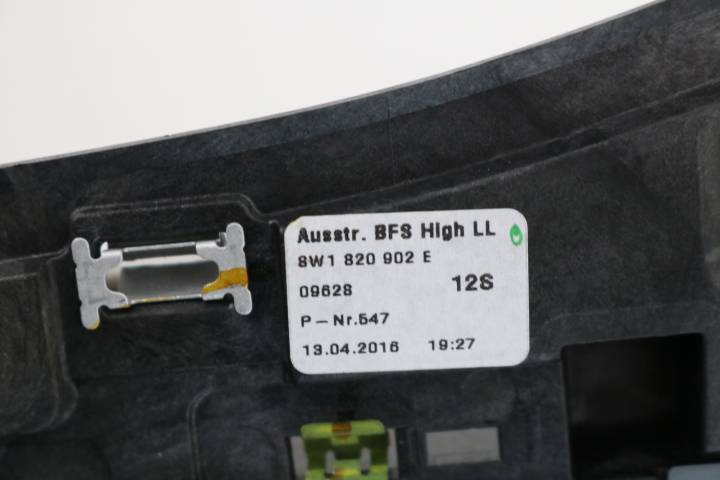 Ausstr. BFS High LL
8W1 820 902 E
09628 12S
P-Nr.547
13.04.2016 19:27